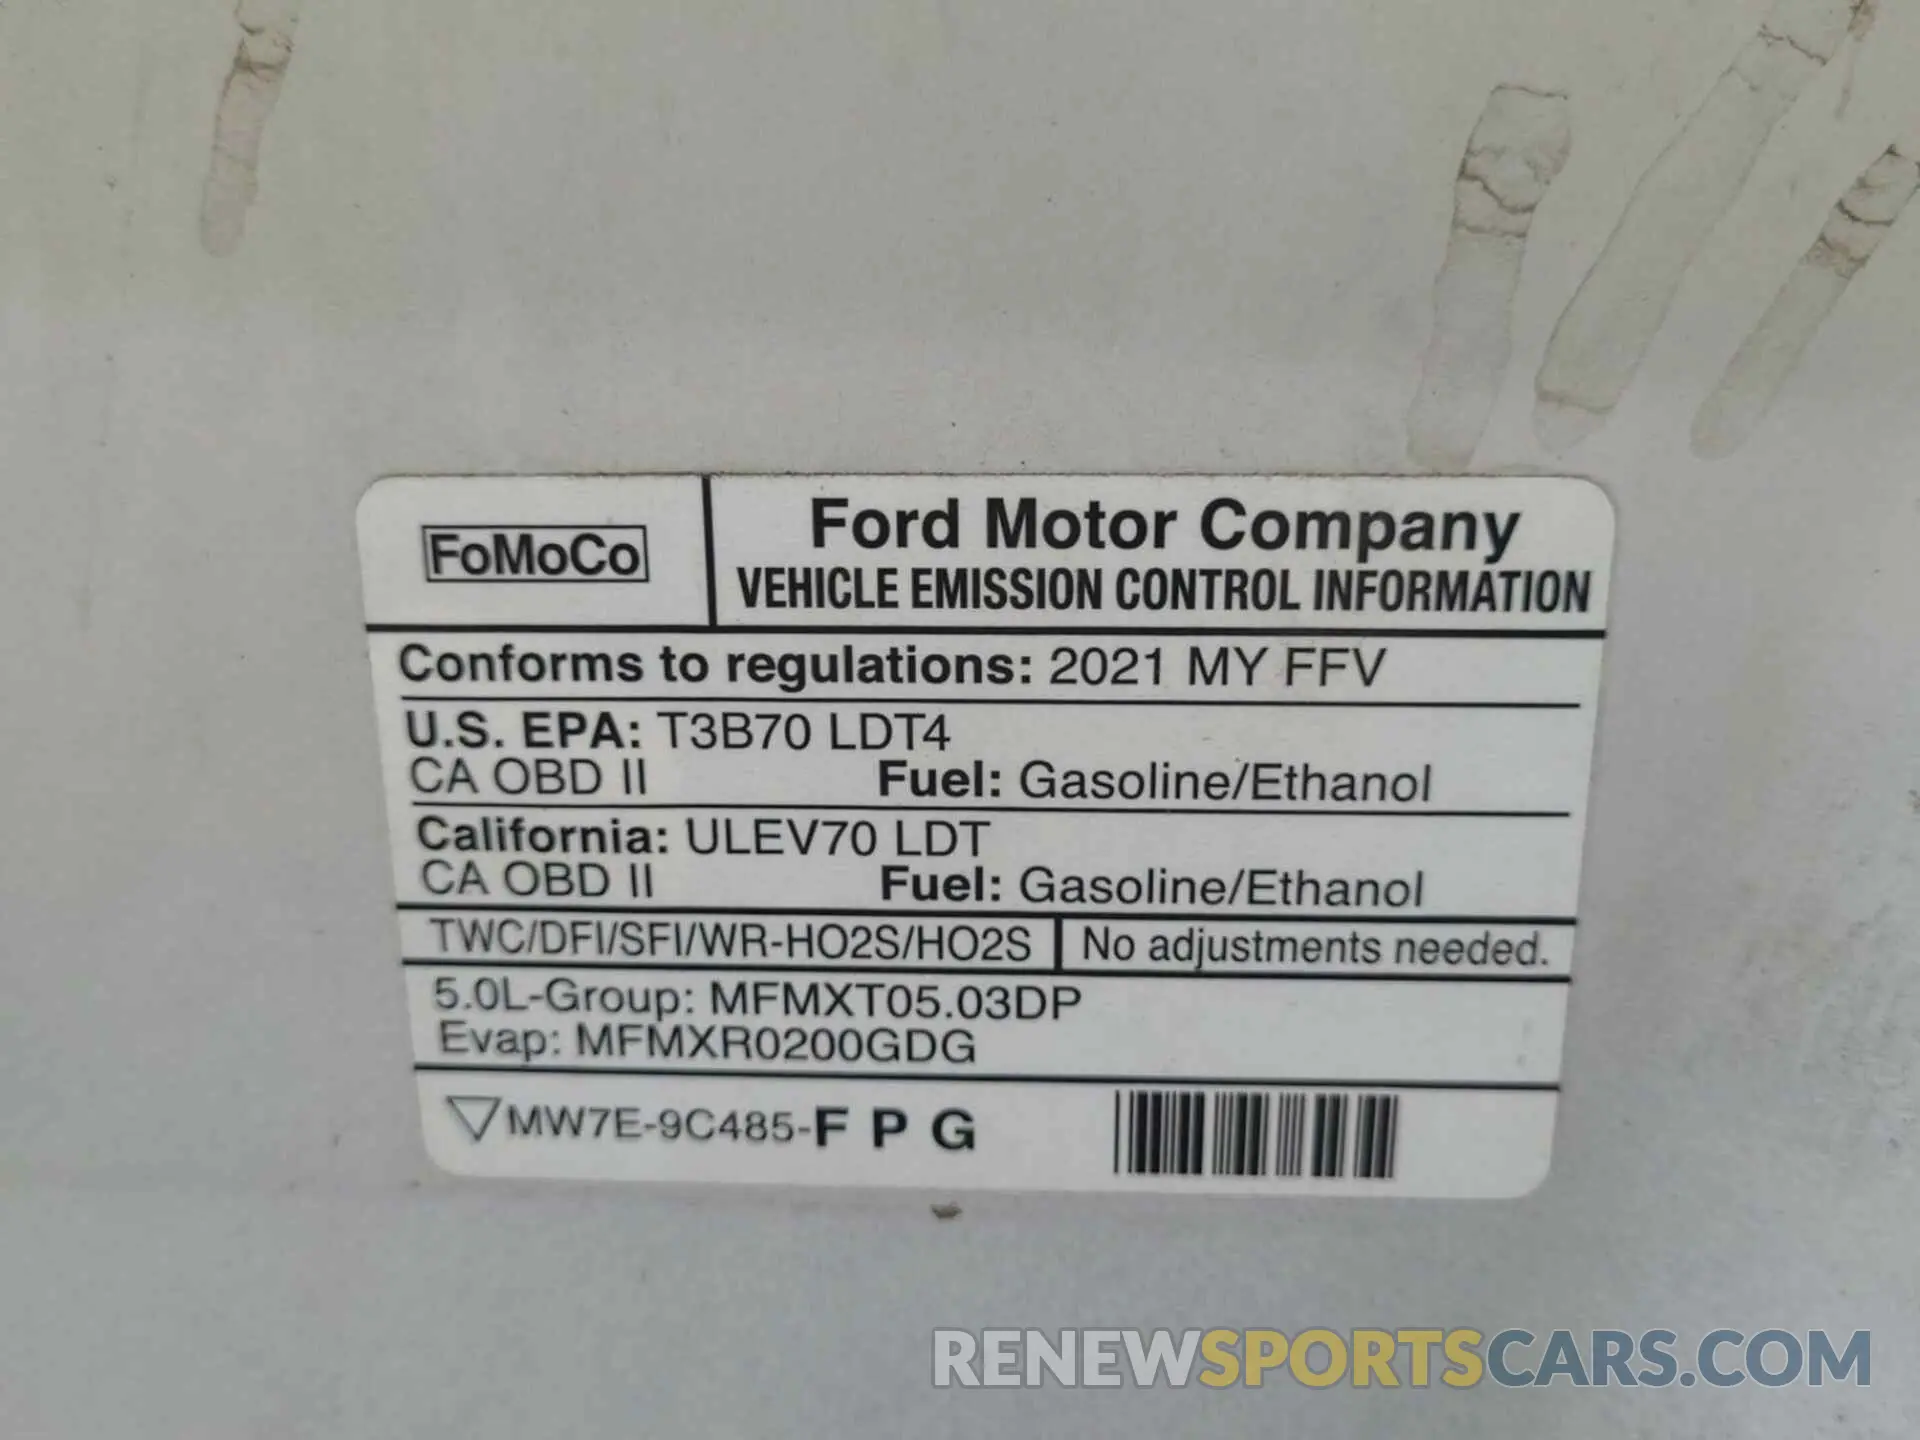 FoMoCo
Ford Motor Company
VEHICLE EMISSION CONTROL INFORMATION
Conforms to regulations: 2021 MY FFV
U.S. EPA: T3B70 LDT4
CA OBD II Fuel: Gasoline/Ethanol
California: ULEV70 LDT
CA OBD II Fuel: Gasoline/Ethanol
TWC/DFI/SFI/WR-HO2S/HO2S No adjustments needed.
5.0L-Group: MFMXT05.03DP
Evap: MFMXR0200GDG
MW7E-9C485-F P G
RENEWSPORTSCARS.COM